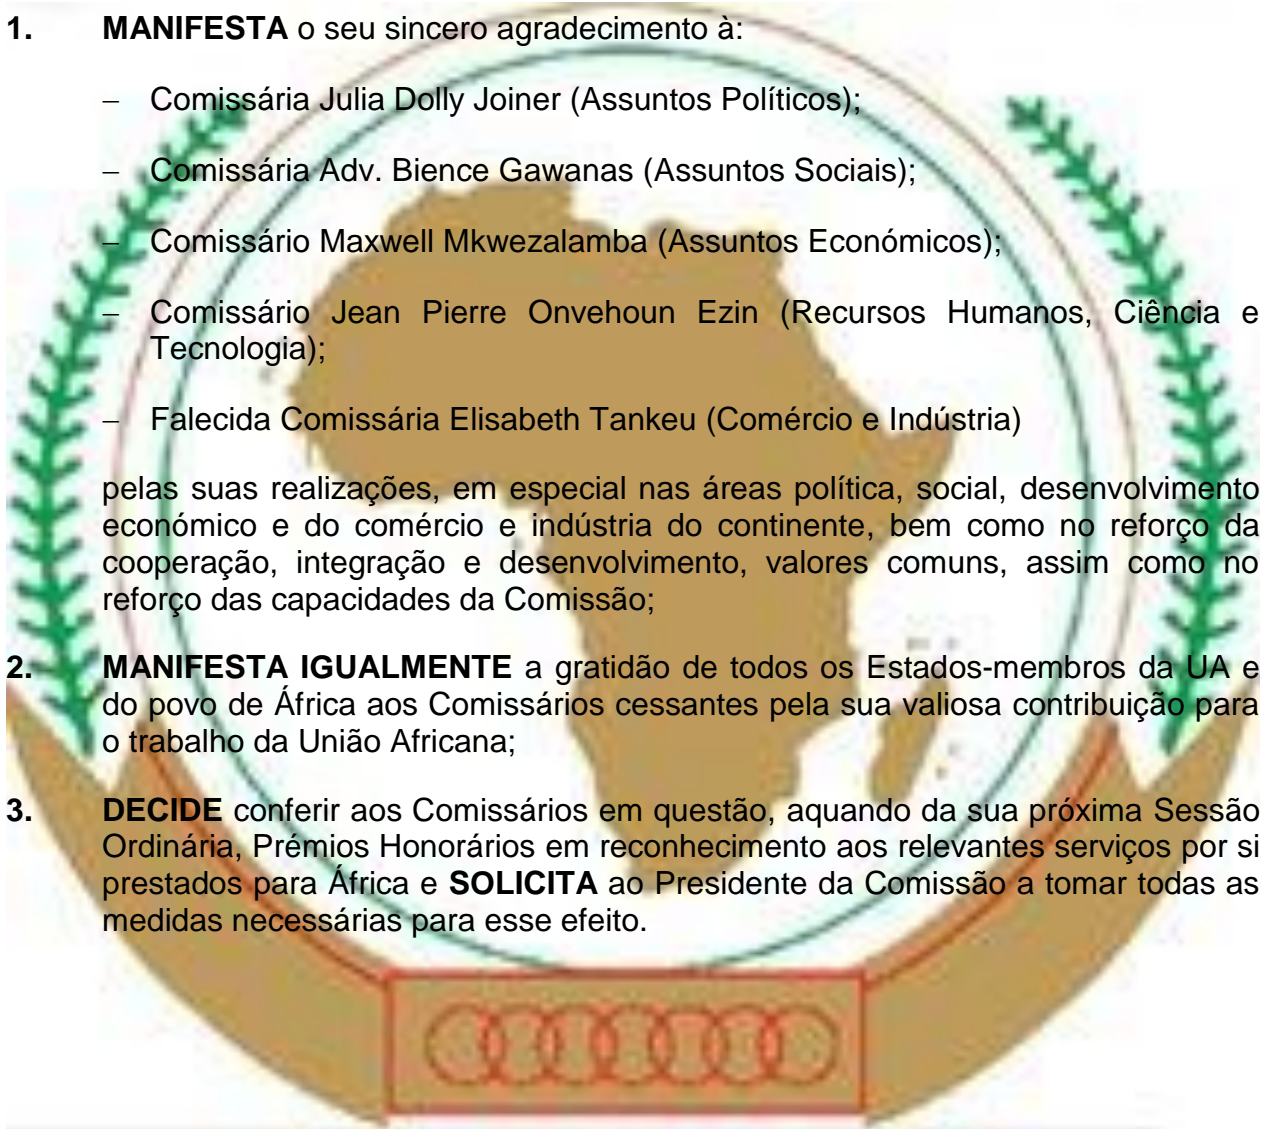 1. MANIFESTA o seu sincero agradecimento à:
– Comissária Julia Dolly Joiner (Assuntos Políticos);
– Comissária Adv. Bience Gawanas (Assuntos Sociais);
– Comissário Maxwell Mkwezalamba (Assuntos Económicos);
– Comissário Jean Pierre Onvehoun Ezin (Recursos Humanos, Ciência e
Tecnologia);
– Falecida Comissária Elisabeth Tankeu (Comércio e Indústria)
pelas suas realizações, em especial nas áreas política, social, desenvolvimento
económico e do comércio e indústria do continente, bem como no reforço da
cooperação, integração e desenvolvimento, valores comuns, assim como no
reforço das capacidades da Comissão;
2. MANIFESTA IGUALMENTE a gratidão de todos os Estados-membros da UA e
do povo de África aos Comissários cessantes pela sua valiosa contribuição para
o trabalho da União Africana;
3. DECIDE conferir aos Comissários em questão, aquando da sua próxima Sessão
Ordinária, Prémios Honorários em reconhecimento aos relevantes serviços por si
prestados para África e SOLICITA ao Presidente da Comissão a tomar todas as
medidas necessárias para esse efeito.